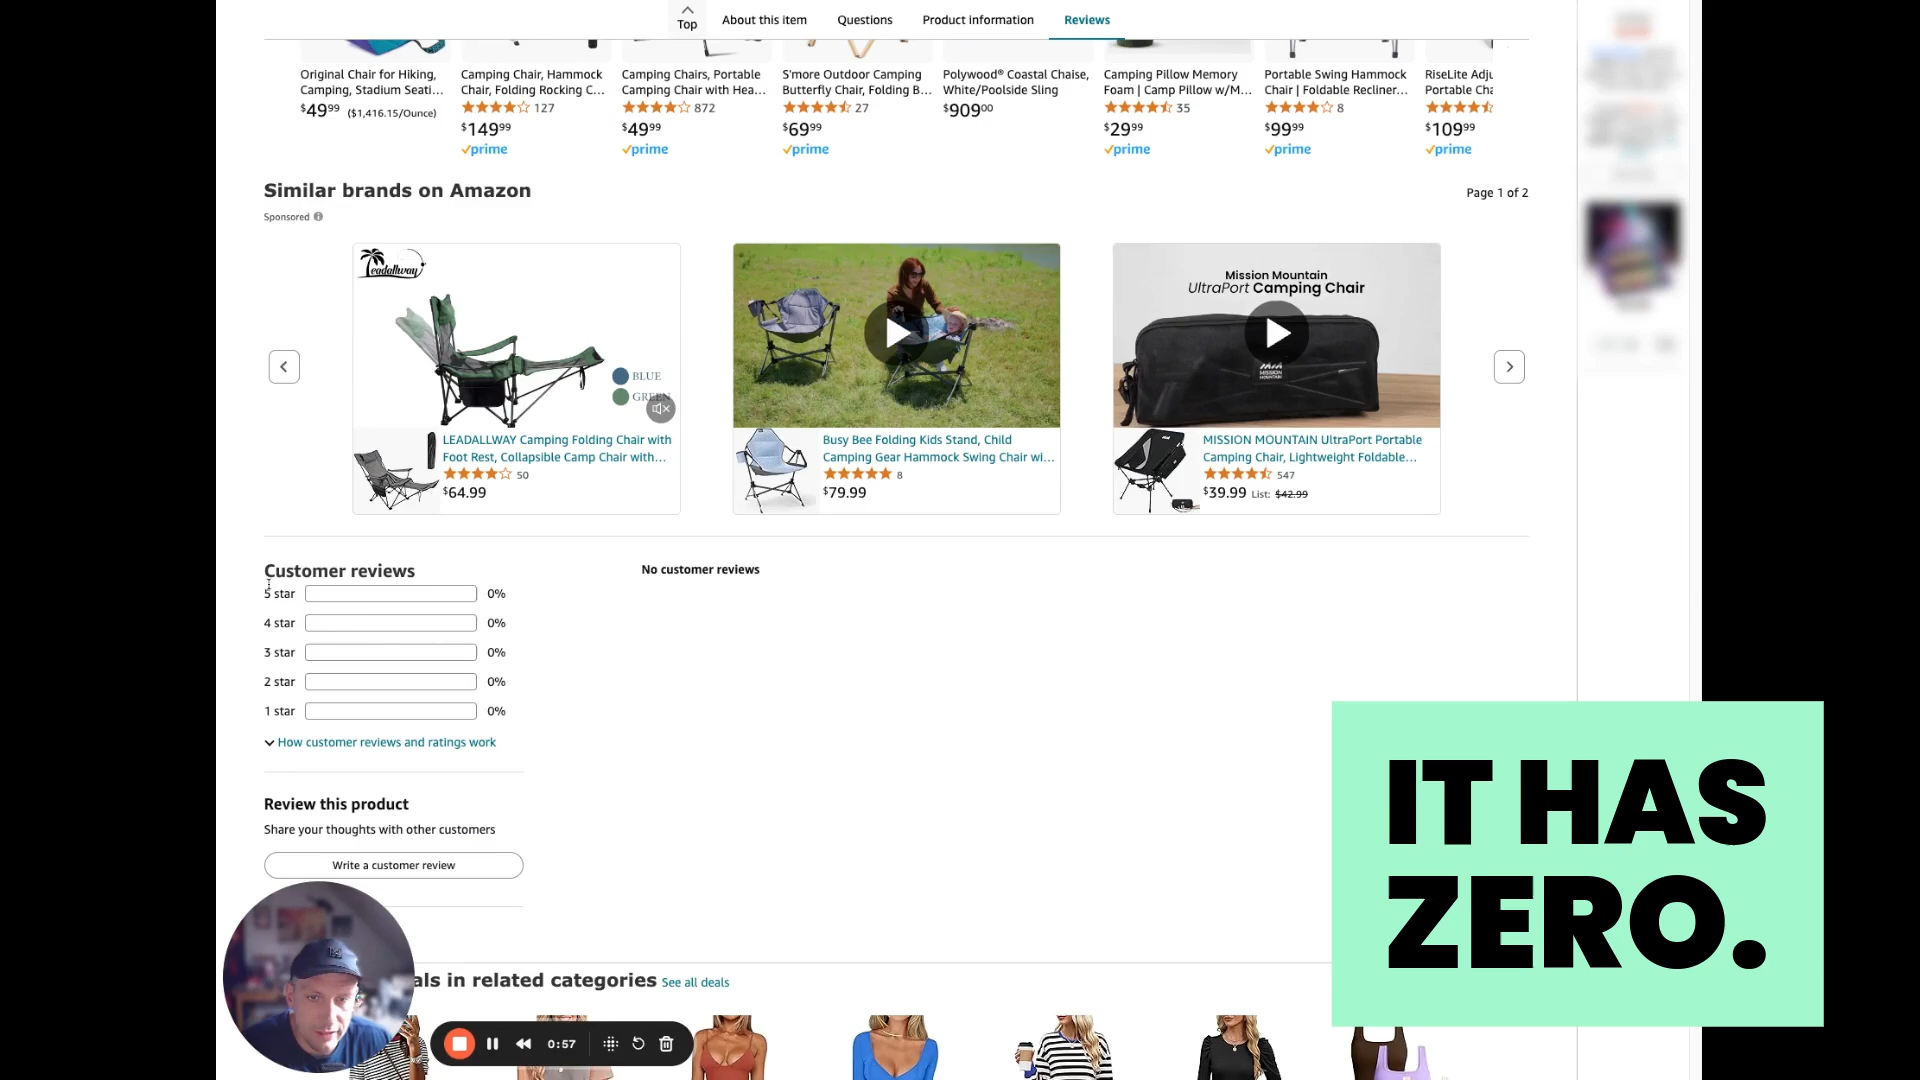 Top
About this item
Questions
Product information
Reviews
Original Chair for Hiking,
Camping, Stadium Seati...
$49.99 ($1,416.15/Ounce)
Camping Chair, Hammock
Chair, Folding Rocking C...
127
$149.99
prime
Camping Chairs, Portable
Camping Chair with Hea...
872
$49.99
prime
S'more Outdoor Camping
Butterfly Chair, Folding B...
27
$69.99
prime
Polywood® Coastal Chaise,
White/Poolside Sling
$909.00
Camping Pillow Memory
Foam | Camp Pillow w/M...
35
$29.99
prime
Portable Swing Hammock
Chair | Foldable Recliner...
8
$99.99
prime
RiseLite Adju
Portable Cha
$109.99
prime
Similar brands on Amazon
Page 1 of 2
Sponsored
Leadallway
BLUE
GREEN
LEADALLWAY Camping Folding Chair with
Foot Rest, Collapsible Camp Chair with...
50
$64.99
Busy Bee Folding Kids Stand, Child
Camping Gear Hammock Swing Chair wi...
8
$79.99
Mission Mountain
UltraPort Camping Chair
MISSION
MOUNTAIN
MISSION MOUNTAIN UltraPort Portable
Camping Chair, Lightweight Foldable...
547
$39.99 List: $42.99
Customer reviews
5 star 0%
4 star 0%
3 star 0%
2 star 0%
1 star 0%
How customer reviews and ratings work
No customer reviews
Review this product
Share your thoughts with other customers
Write a customer review
als in related categories See all deals
0:57
IT HAS
ZERO.